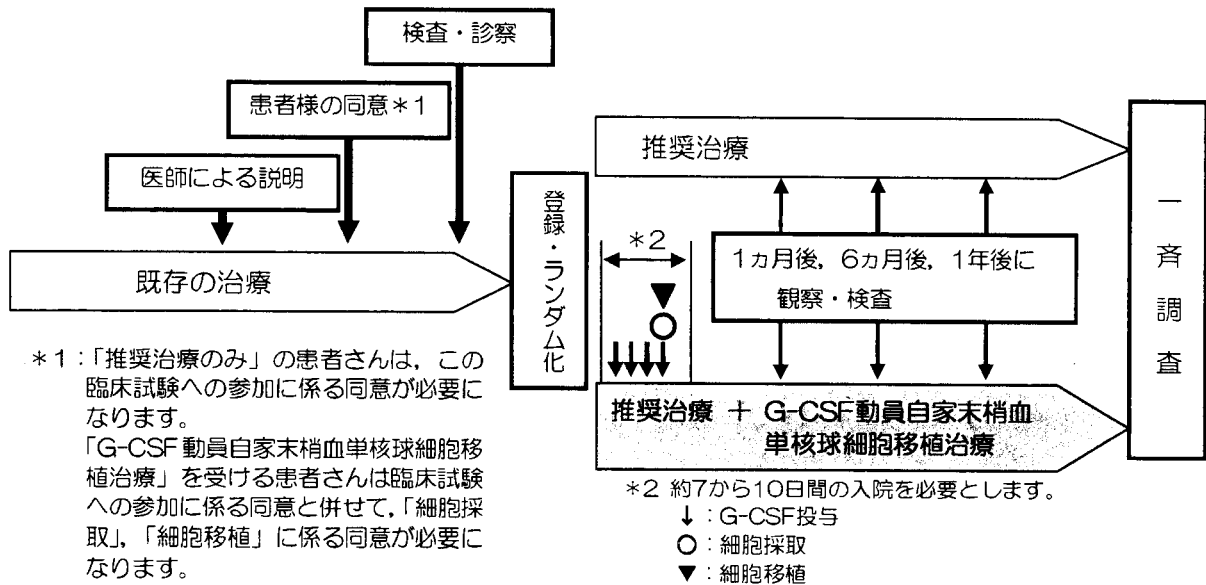 検査・診察
患者様の同意＊1
医師による説明
既存の治療
登録・ランダム化
推奨治療
＊2
1ヵ月後，6ヵ月後，1年後に
観察・検査
推奨治療 ＋ G-CSF動員自家末梢血
単核球細胞移植治療
一斉調査
＊1：「推奨治療のみ」の患者さんは，この
臨床試験への参加に係る同意が必要に
なります。
「G-CSF動員自家末梢血単核球細胞移
植治療」を受ける患者さんは臨床試験
への参加に係る同意と併せて，「細胞採
取」，「細胞移植」に係る同意が必要に
なります。
＊2 約7から10日間の入院を必要とします。
↓：G-CSF投与
○：細胞採取
▼：細胞移植